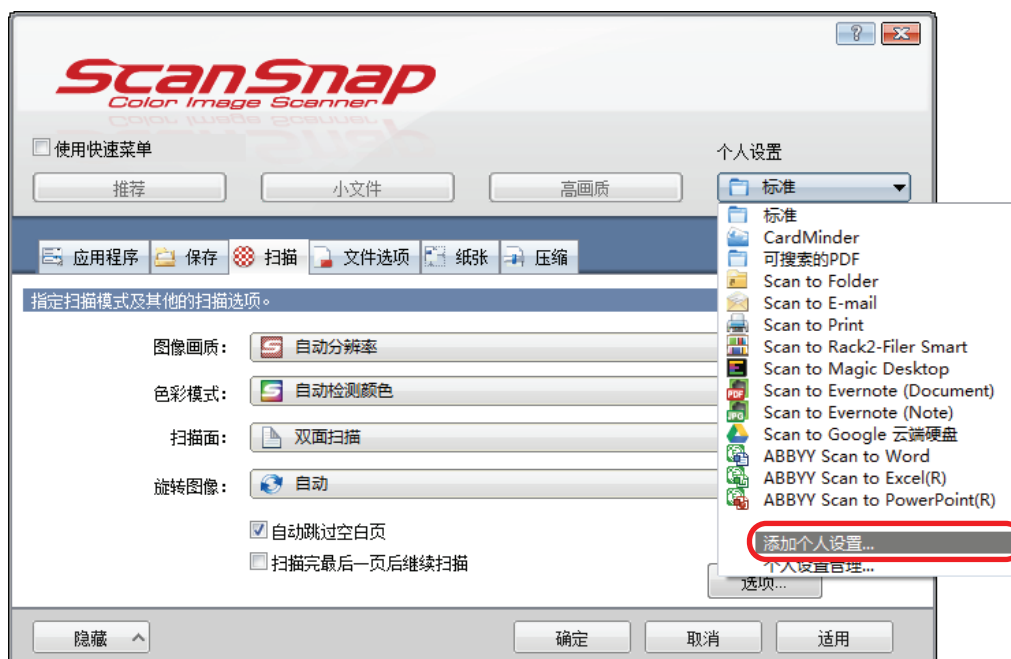 ScanSnap
Color Image Scanner
使用快速菜单
个人设置
推荐
小文件
高画质
标准
标准
CardMinder
可搜索的PDF
Scan to Folder
Scan to E-mail
Scan to Print
Scan to Rack2-Filer Smart
Scan to Magic Desktop
Scan to Evernote (Document)
Scan to Evernote (Note)
Scan to Google 云端硬盘
ABBYY Scan to Word
ABBYY Scan to Excel(R)
ABBYY Scan to PowerPoint(R)
添加个人设置...
个人设置管理...
应用程序
保存
扫描
文件选项
纸张
压缩
指定扫描模式及其他的扫描选项。
图像画质：
自动分辨率
色彩模式：
自动检测颜色
扫描面：
双面扫描
旋转图像：
自动
自动跳过空白页
扫描完最后一页后继续扫描
选项...
隐藏
确定
取消
适用